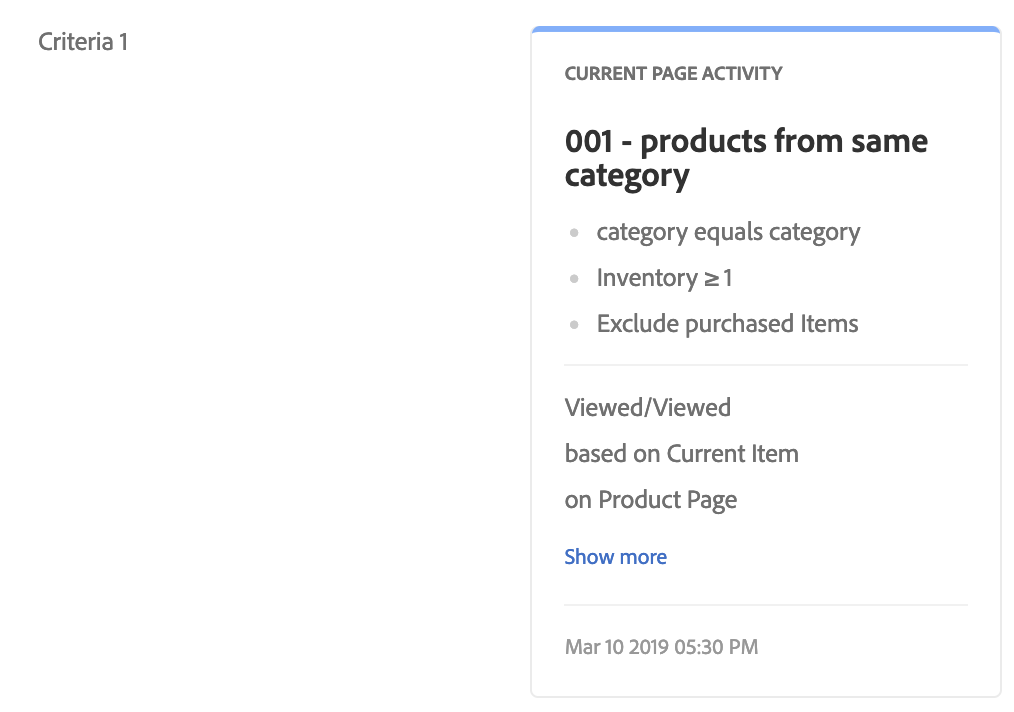 Criteria 1
CURRENT PAGE ACTIVITY
001 - products from same
category
category equals category
Inventory ≥ 1
Exclude purchased Items
Viewed/Viewed
based on Current Item
on Product Page
Show more
Mar 10 2019 05:30 PM